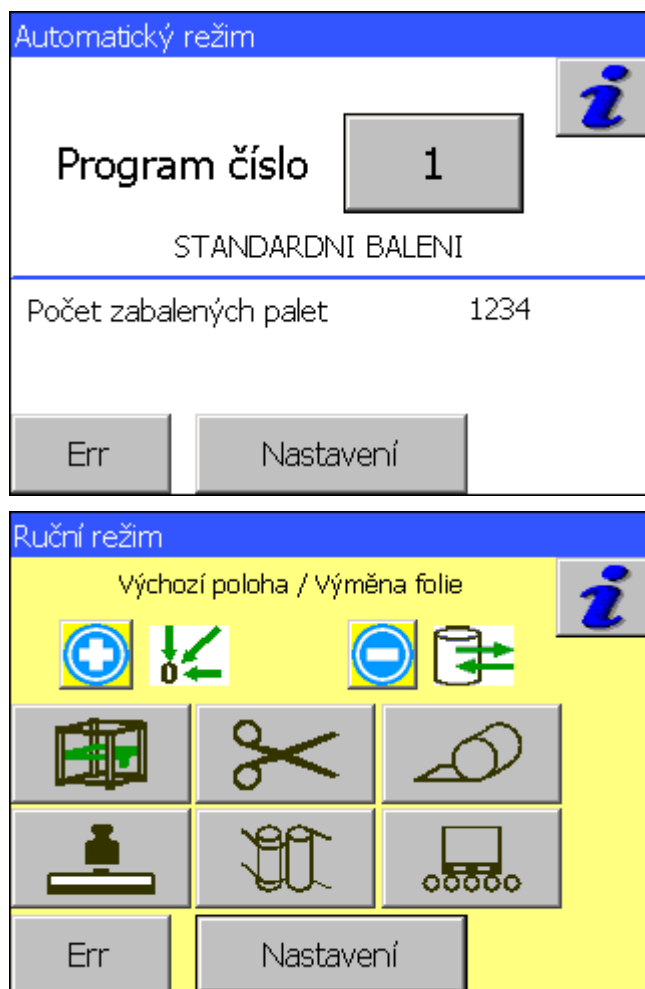 Automatický režim
i
Program číslo 1
STANDARDNI BALENI
Počet zabalených palet 1234
Err Nastavení
Ruční režim
i
Výchozí poloha / Výměna folie
0
Err Nastavení